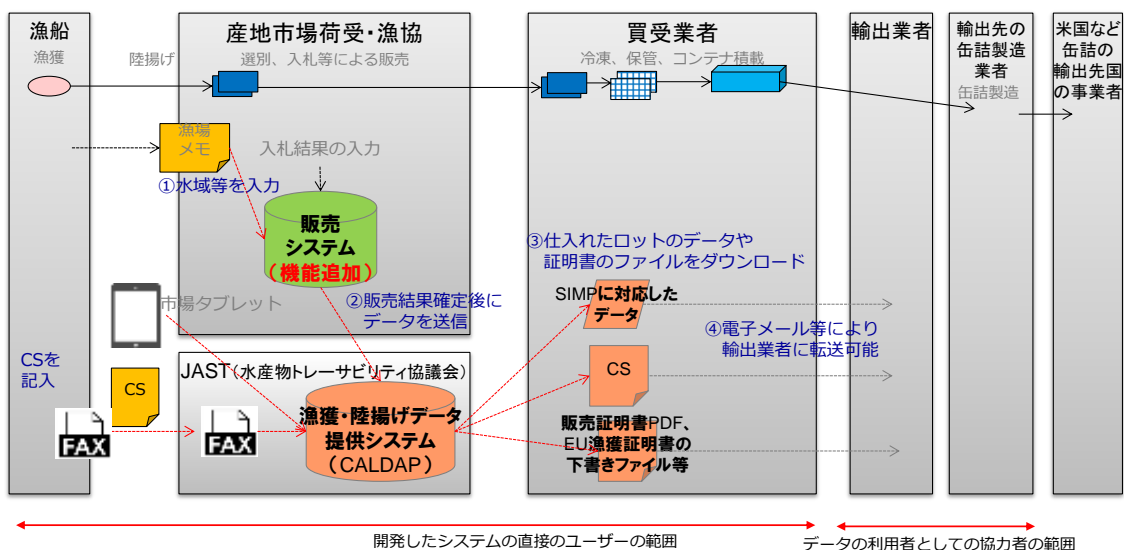 漁船
漁獲
陸揚げ
産地市場荷受・漁協
選別、入札等による販売
買受業者
冷凍、保管、コンテナ積載
輸出業者
輸出先の
缶詰製造
業者
缶詰製造
米国など
缶詰の
輸出先国
の事業者
漁場
メモ
入札結果の入力
①水域等を入力
販売
システム
（機能追加）
②販売結果確定後に
データを送信
市場タブレット
③仕入れたロットのデータや
証明書のファイルをダウンロード
SIMPに対応した
データ
④電子メール等により
輸出業者に転送可能
CSを
記入
CS
FAX
JAST（水産物トレーサビリティ協議会）
FAX
漁獲・陸揚げデータ
提供システム
（CALDAP）
CS
販売証明書PDF、
EU漁獲証明書の
下書きファイル等
開発したシステムの直接のユーザーの範囲
データの利用者としての協力者の範囲